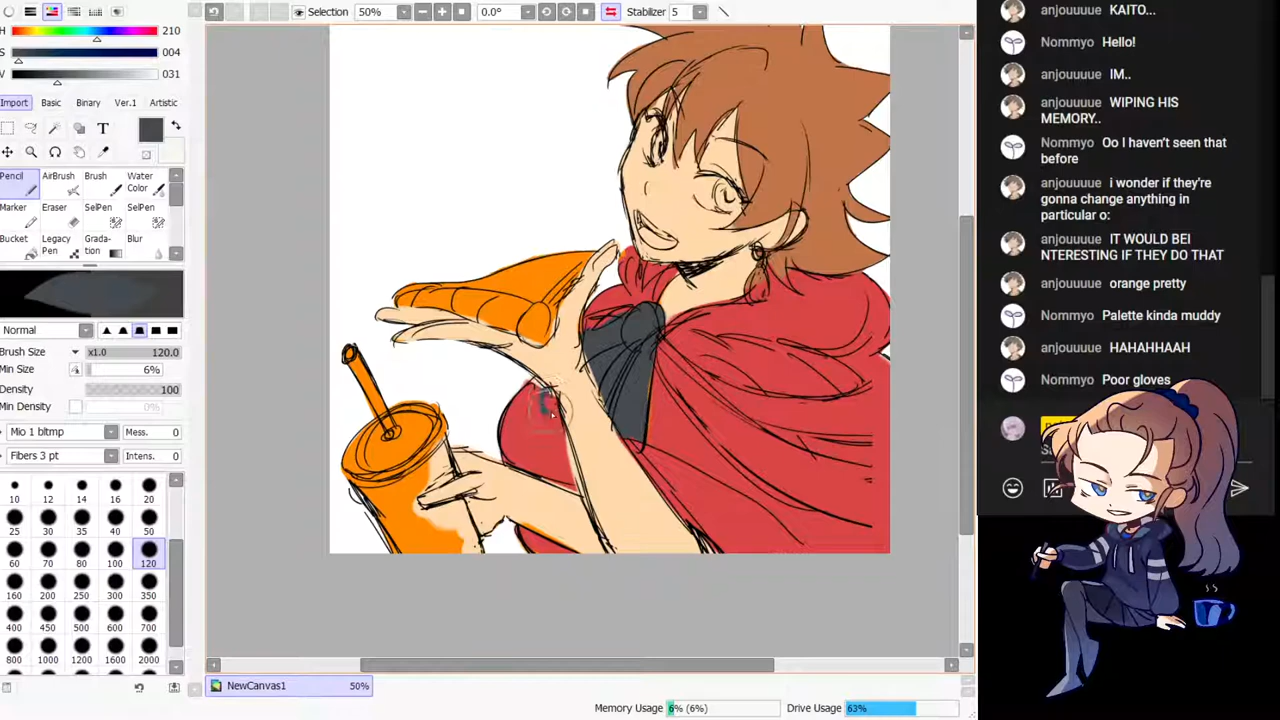 Selection 50% 0.0° Stabilizer 5
H 210
S 004
V 031
Import Basic Binary Ver.1 Artistic
T
Pencil AirBrush Brush Water Color
Marker Eraser SelPen SelPen
Bucket Legacy Pen Grada-tion Blur
Normal
Brush Size x1.0 120.0
Min Size 6%
Density 100
Min Density 0%
Mio 1 bltmp Mess. 0
Fibers 3 pt Intens. 0
10 12 14 16 20
25 30 35 40 50
60 70 80 100 120
160 200 250 300 350
400 450 500 600 700
800 1000 1200 1600 2000
NewCanvas1 50%
Memory Usage 6% (6%) Drive Usage 63%
anjouuuue KAITO...
Nommyo Hello!
anjouuuue IM..
anjouuuue WIPING HIS
MEMORY..
Nommyo Oo I haven't seen that
before
anjouuuue i wonder if they're
gonna change anything in
particular o:
anjouuuue IT WOULD BEI
NTERESTING IF THEY DO THAT
anjouuuue orange pretty
Nommyo Palette kinda muddy
anjouuuue HAHAHHAAH
Nommyo Poor gloves